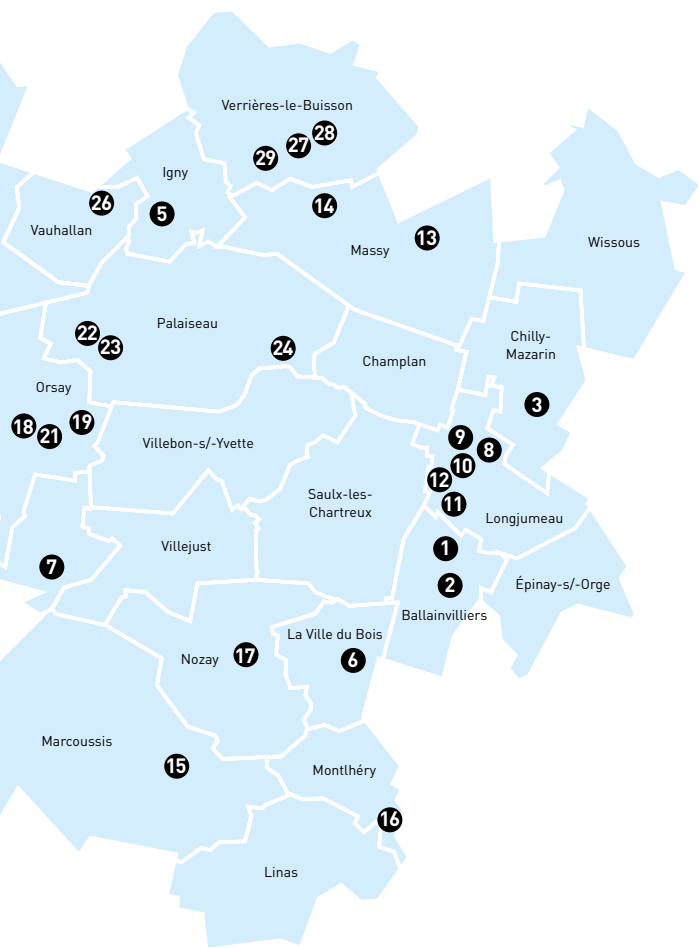 Verrières-le-Buisson
28
27
29
Igny
26
5
Vauhallan
14
13
Massy
Wissous
Palaiseau
22
23
24
Champlan
Chilly-
Mazarin
3
Orsay
18
21
19
Villebon-s/-Yvette
9
8
10
12
11
Saulx-les-
Chartreux
Longjumeau
Villejust
7
1
2
Épinay-s/-Orge
Ballainvilliers
La Ville du Bois
6
Nozay
17
Marcoussis
15
Montlhéry
16
Linas